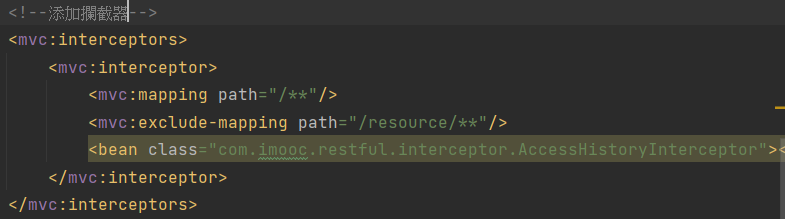 <!--添加攔截器-->
<mvc:interceptors>
<mvc:interceptor>
<mvc:mapping path="/**"/>
<mvc:exclude-mapping path="/resource/**"/>
<bean class="com.imooc.restful.interceptor.AccessHistoryInterceptor"><
</mvc:interceptor>
</mvc:interceptors>